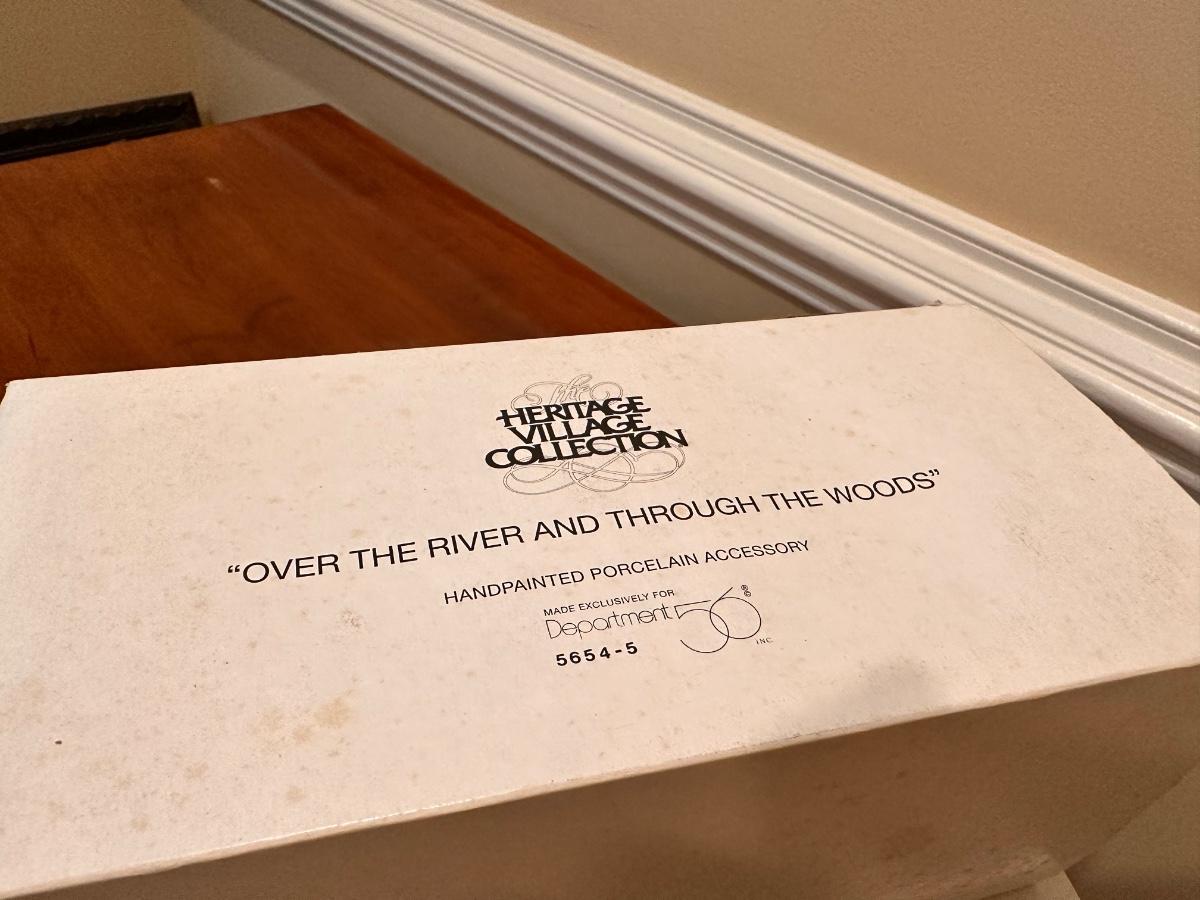 The
HERITAGE
VILLAGE
COLLECTION
“OVER THE RIVER AND THROUGH THE WOODS”
HANDPAINTED PORCELAIN ACCESSORY
MADE EXCLUSIVELY FOR
Department 56®
INC.
5654-5